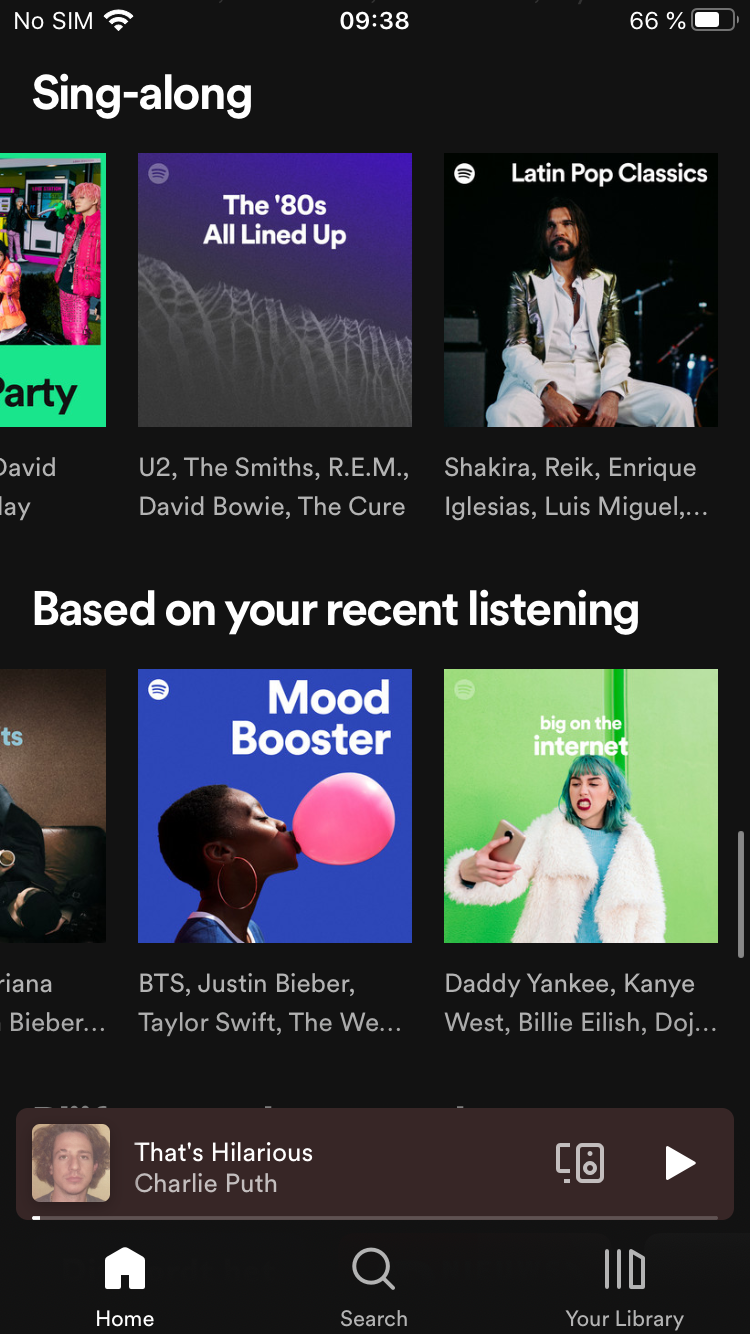 No SIM 09:38 66 %
Sing-along
Party
David
lay
The '80s
All Lined Up
U2, The Smiths, R.E.M.,
David Bowie, The Cure
Latin Pop Classics
Shakira, Reik, Enrique
Iglesias, Luis Miguel,...
Based on your recent listening
ts
riana
Bieber...
Mood
Booster
BTS, Justin Bieber,
Taylor Swift, The We...
big on the
internet
Daddy Yankee, Kanye
West, Billie Eilish, Doj...
That's Hilarious
Charlie Puth
Home Search Your Library